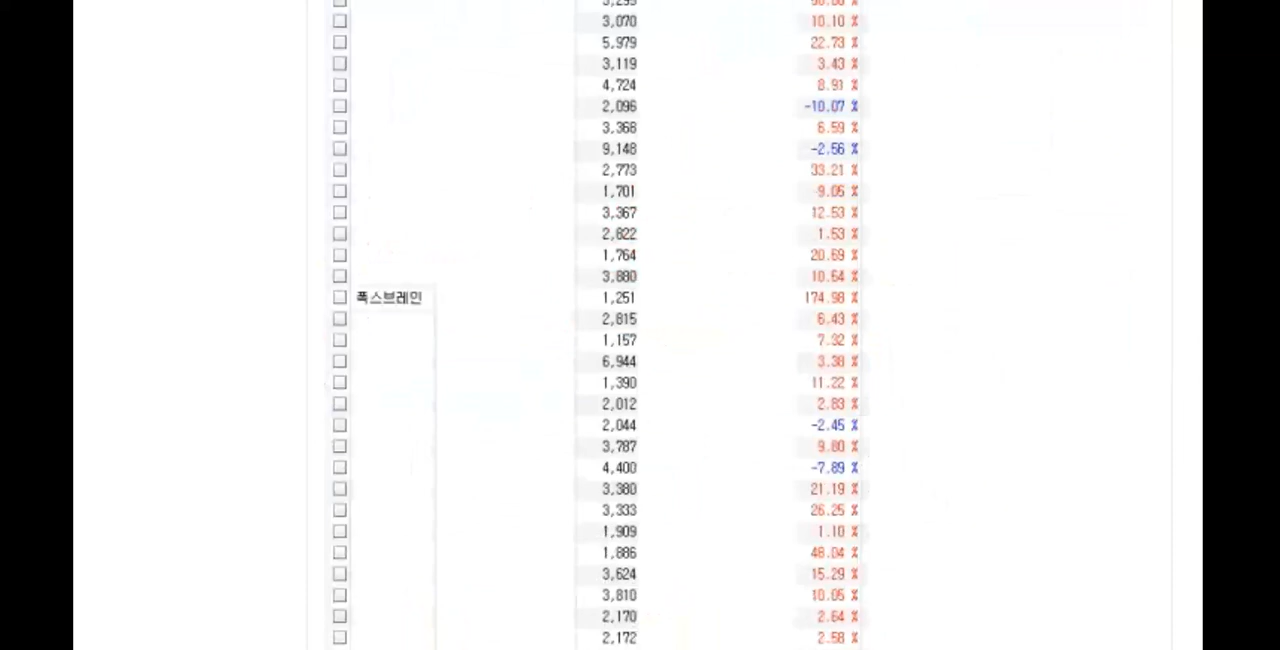 3,070 10.10 %
5,979 22.73 %
3,119 3.43 %
4,724 8.91 %
2,096 -10.07 %
3,368 6.59 %
9,148 -2.56 %
2,773 33.21 %
1,701 9.05 %
3,367 12.53 %
2,622 1.53 %
1,764 20.69 %
3,880 10.64 %
폭스브레인 1,251 174.98 %
2,815 6.43 %
1,157 7.32 %
6,944 3.38 %
1,390 11.22 %
2,012 2.83 %
2,044 -2.45 %
3,787 9.80 %
4,400 -7.89 %
3,380 21.19 %
3,333 26.25 %
1,909 1.10 %
1,886 48.04 %
3,624 15.29 %
3,810 10.05 %
2,170 2.64 %
2,172 2.58 %